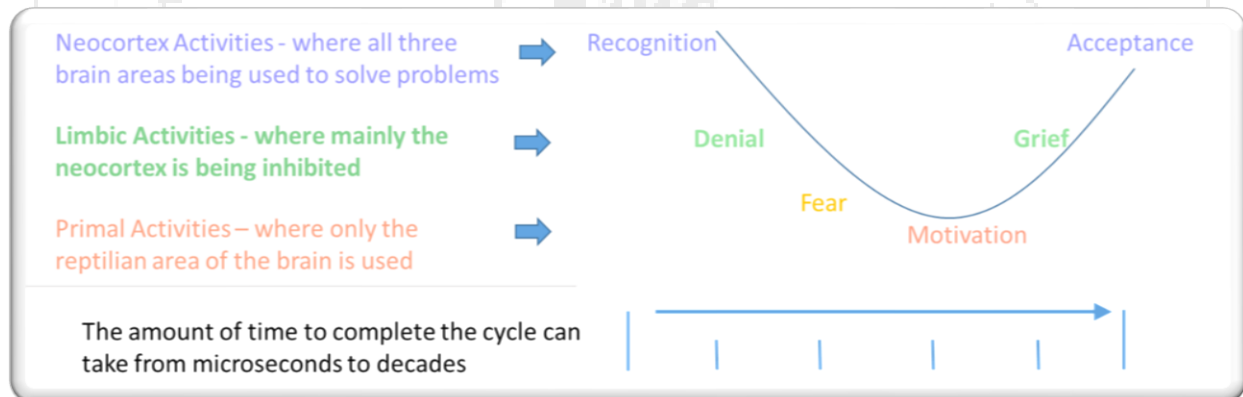 Neocortex Activities - where all three
brain areas being used to solve problems
Recognition
Acceptance
Limbic Activities - where mainly the
neocortex is being inhibited
Denial
Grief
Fear
Primal Activities – where only the
reptilian area of the brain is used
Motivation
The amount of time to complete the cycle can
take from microseconds to decades